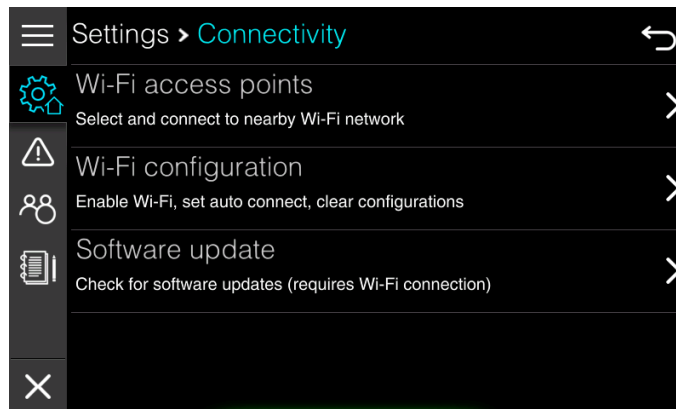 Settings > Connectivity
Wi-Fi access points
Select and connect to nearby Wi-Fi network
Wi-Fi configuration
Enable Wi-Fi, set auto connect, clear configurations
Software update
Check for software updates (requires Wi-Fi connection)